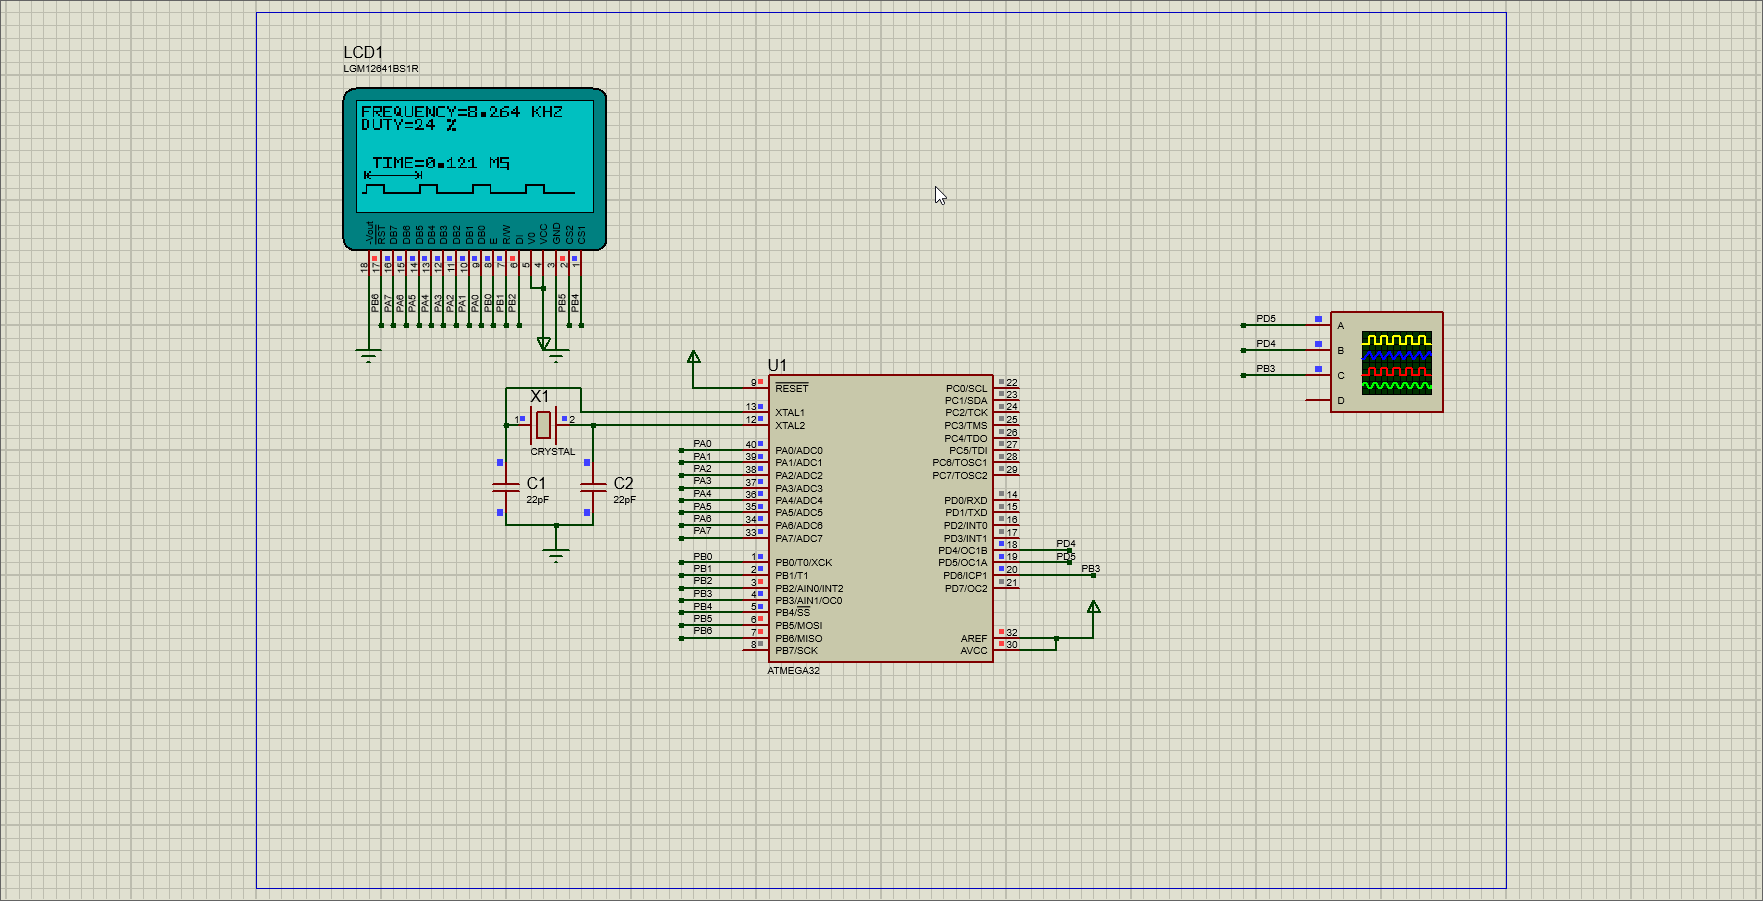 LCD1
LGM12641BS1R
FREQUENCY=8.264 KHZ
DUTY=24 %
TIME=0.121 MS
-Vout RST DB7 DB6 DB5 DB4 DB3 DB2 DB1 DB0 E R/W DI V0 VCC GND CS2 CS1
18 17 16 15 14 13 12 11 10 9 8 7 6 5 4 3 2 1
PB6 PA7 PA6 PA5 PA4 PA3 PA2 PA1 PA0 PB0 PB1 PB2 PB5 PB4
X1
1 2
CRYSTAL
C1
22pF
C2
22pF
U1
9 RESET
13 XTAL1
12 XTAL2
PA0 40 PA0/ADC0
PA1 39 PA1/ADC1
PA2 38 PA2/ADC2
PA3 37 PA3/ADC3
PA4 36 PA4/ADC4
PA5 35 PA5/ADC5
PA6 34 PA6/ADC6
PA7 33 PA7/ADC7
PB0 1 PB0/T0/XCK
PB1 2 PB1/T1
PB2 3 PB2/AIN0/INT2
PB3 4 PB3/AIN1/OC0
PB4 5 PB4/SS
PB5 6 PB5/MOSI
PB6 7 PB6/MISO
8 PB7/SCK
PC0/SCL 22
PC1/SDA 23
PC2/TCK 24
PC3/TMS 25
PC4/TDO 26
PC5/TDI 27
PC6/TOSC1 28
PC7/TOSC2 29
PD0/RXD 14
PD1/TXD 15
PD2/INT0 16
PD3/INT1 17
PD4/OC1B 18 PD4
PD5/OC1A 19 PD5
PD6/ICP1 20 PB3
PD7/OC2 21
AREF 32
AVCC 30
ATMEGA32
PD5 A
PD4 B
PB3 C
D